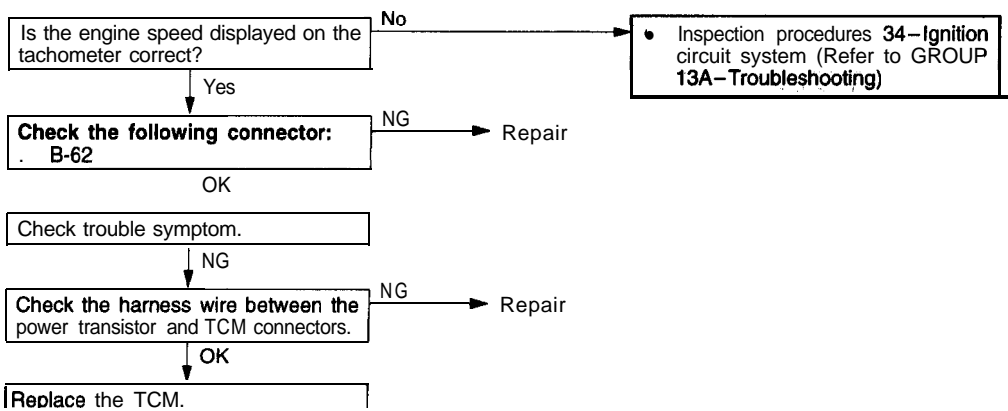 Is the engine speed displayed on the
tachometer correct?
No
• Inspection procedures 34–Ignition
circuit system (Refer to GROUP
13A–Troubleshooting)
Yes
Check the following connector:
. B-62
NG
Repair
OK
Check trouble symptom.
NG
Check the harness wire between the
power transistor and TCM connectors.
NG
Repair
OK
Replace the TCM.